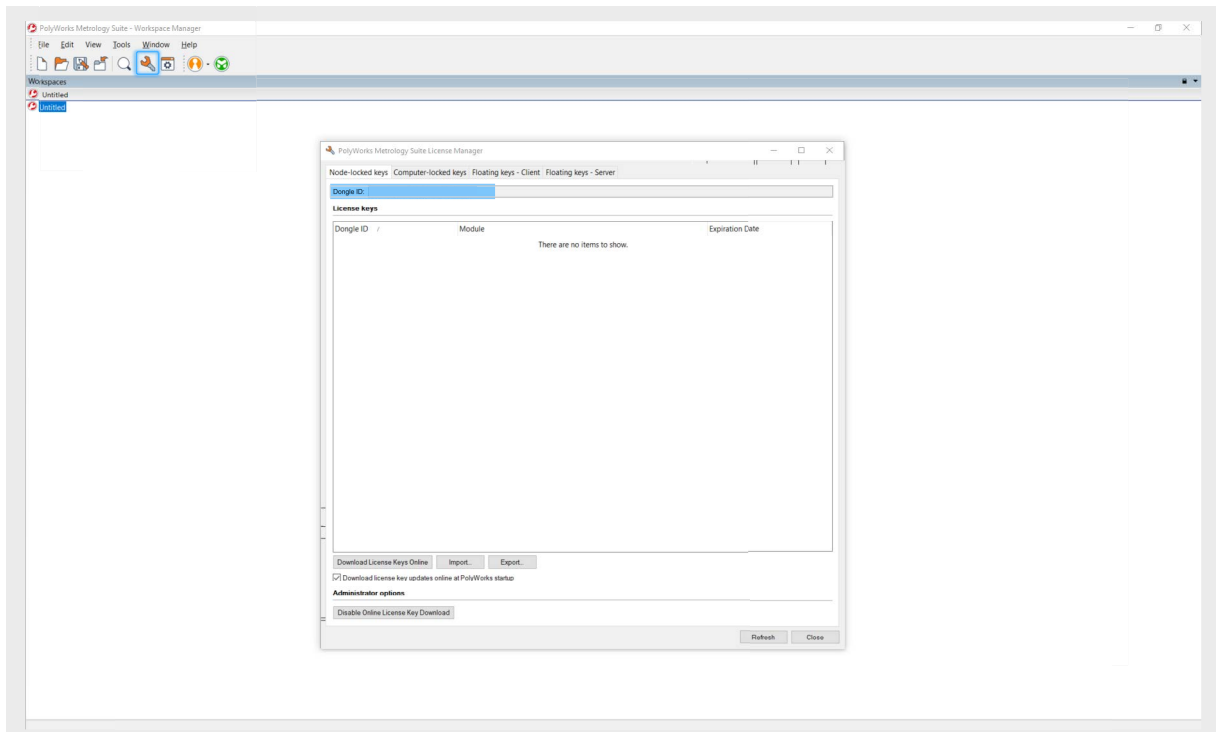 PolyWorks Metrology Suite - Workspace Manager
File Edit View Tools Window Help
Workspaces
Untitled
Untitled
PolyWorks Metrology Suite License Manager
Node-locked keys Computer-locked keys Floating keys - Client Floating keys - Server
Dongle ID:
License keys
Dongle ID / Module Expiration Date
There are no items to show.
Download License Keys Online Import... Export...
Download license key updates online at PolyWorks startup
Administrator options
Disable Online License Key Download
Refresh Close